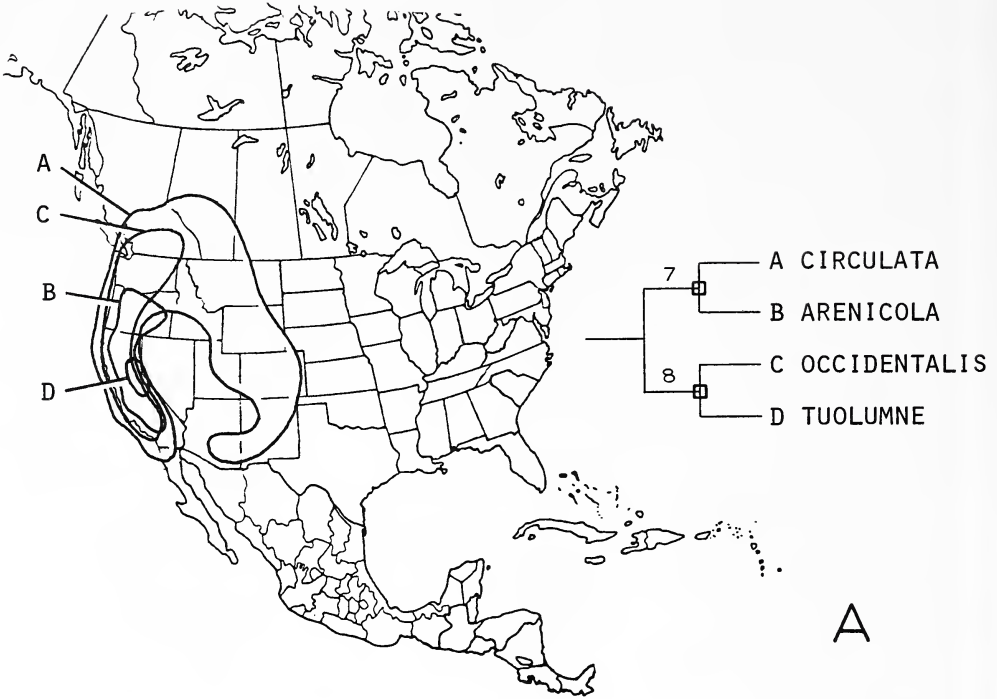 A
C
B
D
7
A CIRCULATA
B ARENICOLA
8
C OCCIDENTALIS
D TUOLUMNE
A